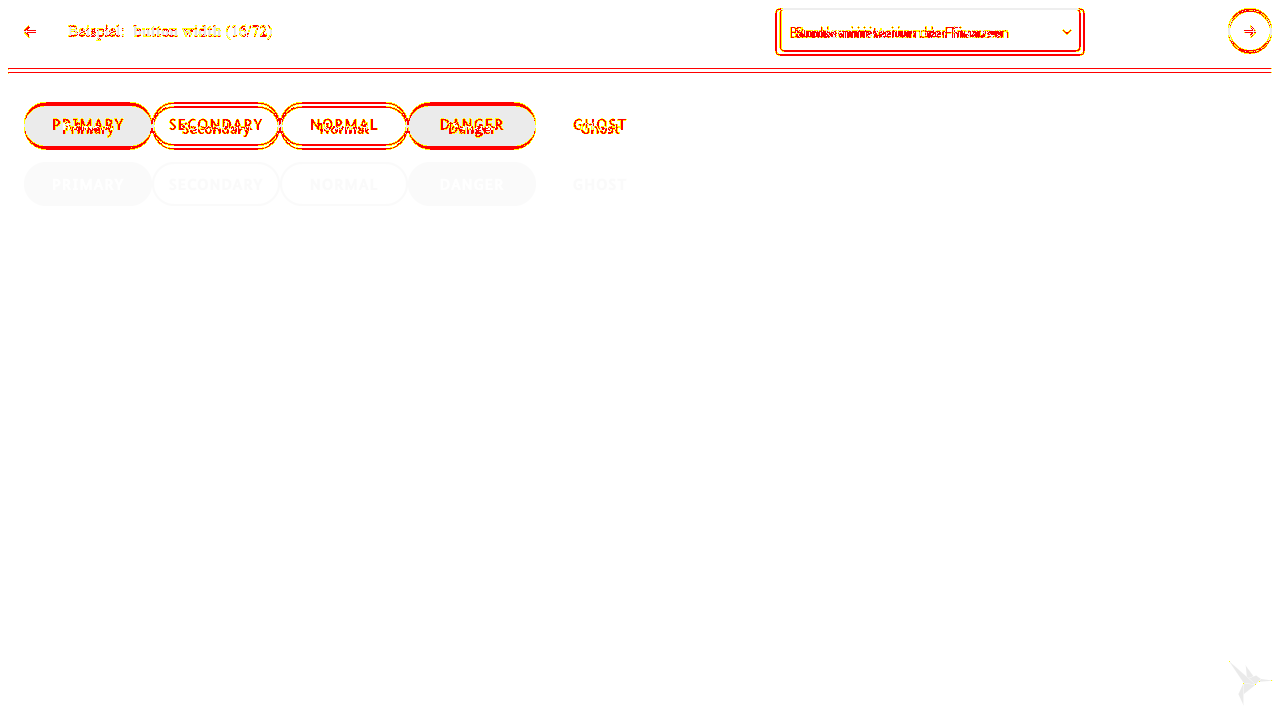 Beispiel: button width (16/72)
PRIMARY SECONDARY NORMAL DANGER GHOST
Primary Secondary Normal Danger Ghost
PRIMARY SECONDARY NORMAL DANGER GHOST